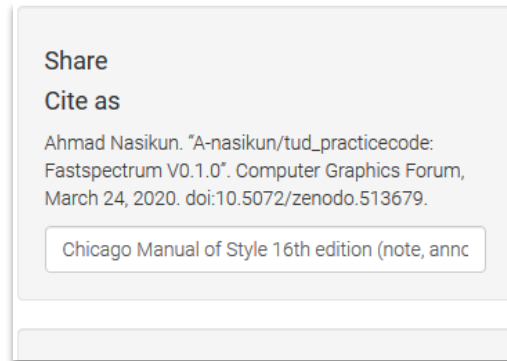 Share
Cite as
Ahmad Nasikun. “A-nasikun/tud_practicecode:
Fastspectrum V0.1.0”. Computer Graphics Forum,
March 24, 2020. doi:10.5072/zenodo.513679.
Chicago Manual of Style 16th edition (note, annc